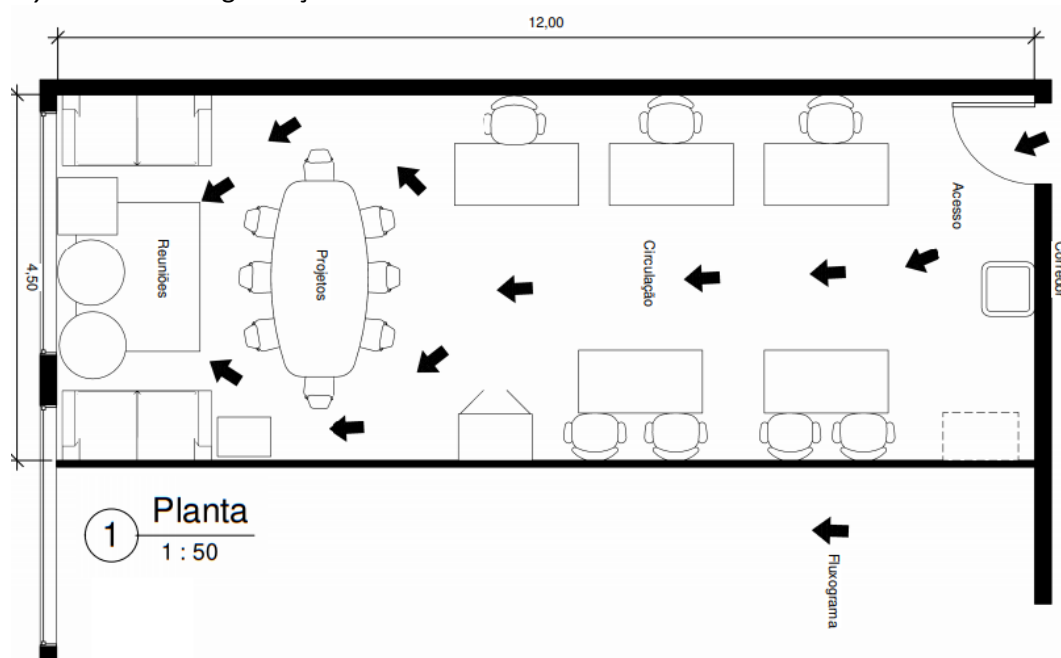 12,00
Acesso
Corredor
Circulação
Projetos
Reuniões
4,50
1
Planta
1 : 50
Fluxograma